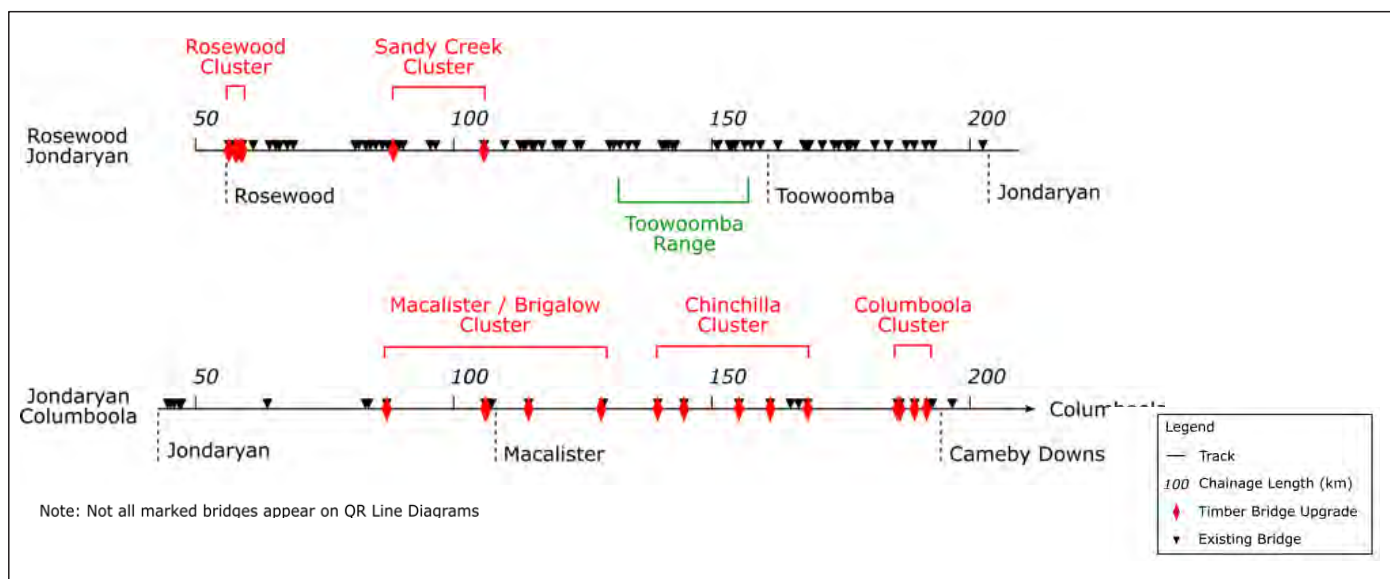 Rosewood
Cluster
Sandy Creek
Cluster
50
100
150
200
Rosewood
Jondaryan
Rosewood
Toowoomba
Jondaryan
Toowoomba
Range
Macalister / Brigalow
Cluster
Chinchilla
Cluster
Columboola
Cluster
50
100
150
200
Jondaryan
Columboola
Columboola
Jondaryan
Macalister
Cameby Downs
Note: Not all marked bridges appear on QR Line Diagrams
Legend
Track
100 Chainage Length (km)
Timber Bridge Upgrade
Existing Bridge